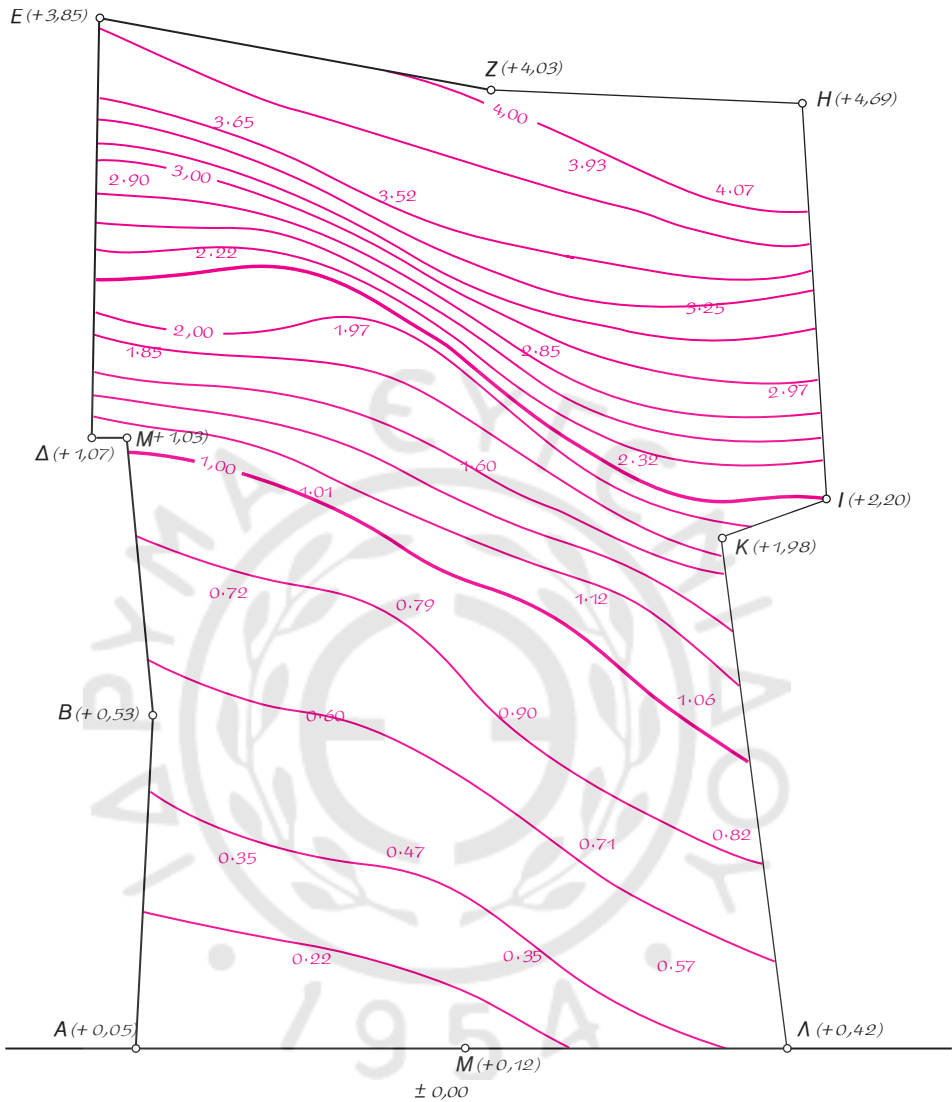 E (+3,85)
Z (+4,03)
H (+4,69)
4,00
3.65
3.93
3,00
2.90
4.07
3.52
2.22
3.25
2,00
1.97
1.85
2.85
2.97
M+1,03)
Δ (+1,07)
1,00
1.60
2.32
1.01
I (+2,20)
K (+1,98)
0.72
0.79
1.12
B (+0,53)
0.60
0.90
1.06
0.35
0.47
0.71
0.82
0.22
0.35
0.57
A (+0,05)
M (+0,12)
Λ (+0,42)
± 0,00
ΙΔΡΥΜΑ ΕΥΓΕΝΙΔΟΥ
1954